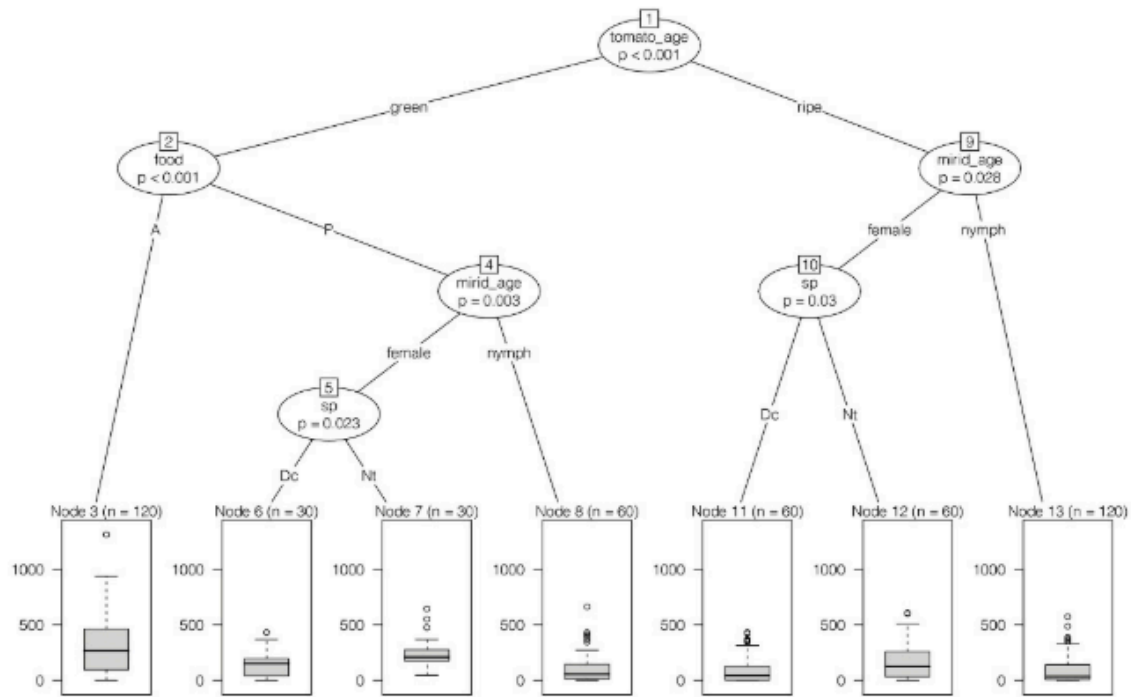 1
tomato_age
p < 0.001
green
ripe
2
food
p < 0.001
9
mirid_age
p = 0.028
A
P
female
nymph
4
mirid_age
p = 0.003
10
sp
p = 0.03
female
nymph
5
sp
p = 0.023
Dc
Nt
Dc
Nt
Node 3 (n = 120)
Node 6 (n = 30)
Node 7 (n = 30)
Node 8 (n = 60)
Node 11 (n = 60)
Node 12 (n = 60)
Node 13 (n = 120)
1000
1000
1000
1000
1000
1000
1000
500
500
500
500
500
500
500
0
0
0
0
0
0
0